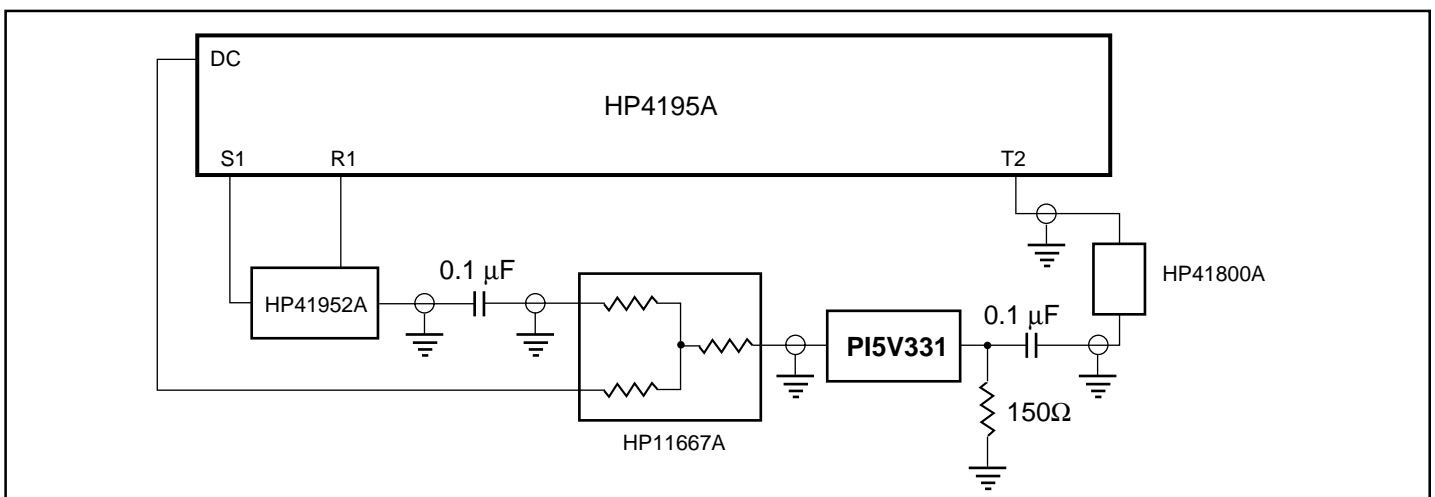 DC
HP4195A
S1
R1
T2
0.1 μF
HP41952A
HP41800A
0.1 μF
PI5V331
150Ω
HP11667A